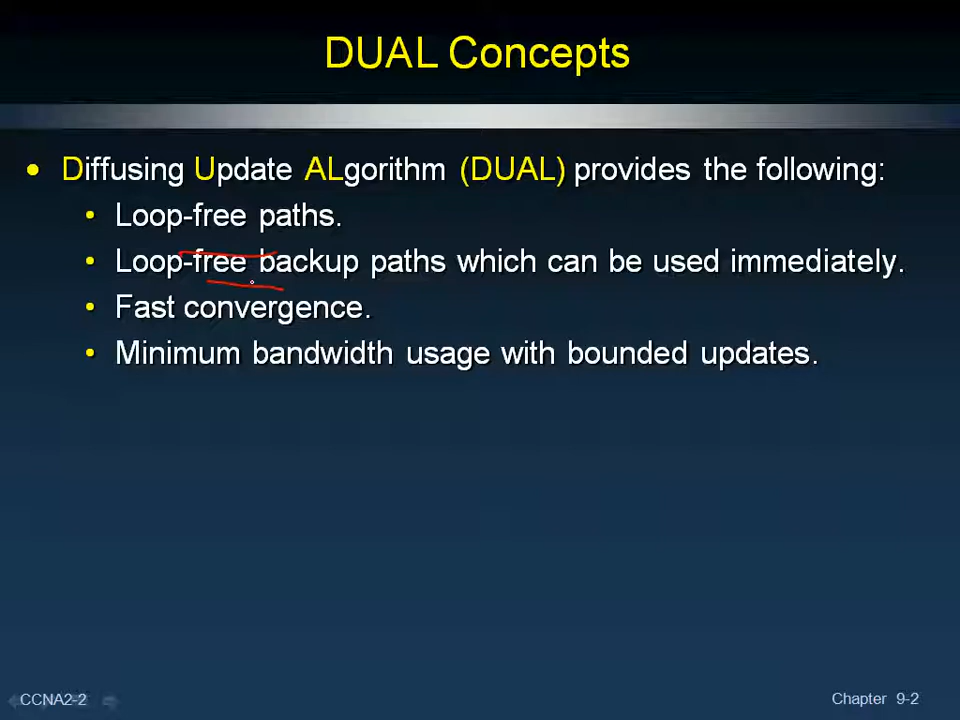 DUAL Concepts
• Diffusing Update ALgorithm (DUAL) provides the following:
• Loop-free paths.
• Loop-free backup paths which can be used immediately.
• Fast convergence.
• Minimum bandwidth usage with bounded updates.
CCNA2-2
Chapter 9-2